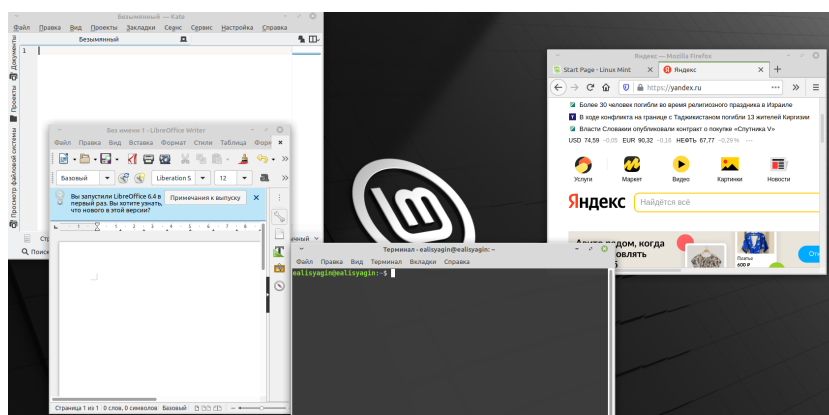 Безымянный — Kate
Файл Правка Вид Проекты Закладки Сеанс Сервис Настройка Справка
Безымянный
Документы
Проекты
Просмотр файловой системы
1
Без имени 1 - LibreOffice Writer
Файл Правка Вид Вставка Формат Стили Таблица
Базовый
Liberation S
12
Вы запустили LibreOffice 6.4 в
первый раз. Вы хотите узнать,
что нового в этой версии?
Примечания к выпуску
Страница 1 из 1 0 слов, 0 символов Базовый
Терминал - ealisyagin@ealisyagin: ~
Файл Правка Вид Терминал Вкладки Справка
ealisyagin@ealisyagin:~$
Яндекс — Mozilla Firefox
Start Page - Linux Mint
Яндекс
https://yandex.ru
Более 30 человек погибли во время религиозного праздника в Израиле
В ходе конфликта на границе с Таджикистаном погибли 13 жителей Киргизии
Власти Словакии опубликовали контракт о покупке «Спутника V»
USD 74,59 −0,05 EUR 90,32 −0,18 НЕФТЬ 67,77 −0,29%
Услуги Маркет Видео Картинки Новости
Яндекс
Найдётся всё
когда
Платье
600 ₽